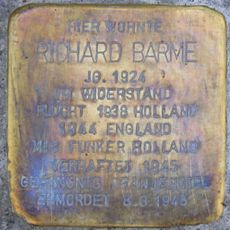 HIER WOHNTE
RICHARD BARME
JG. 1924
IM WIDERSTAND
FLUCHT 1938 HOLLAND
1944 ENGLAND
MIT FUNKER HOLLAND
VERHAFTET 1945
GEFÄNGNIS
ERMORDET 8.3.1945